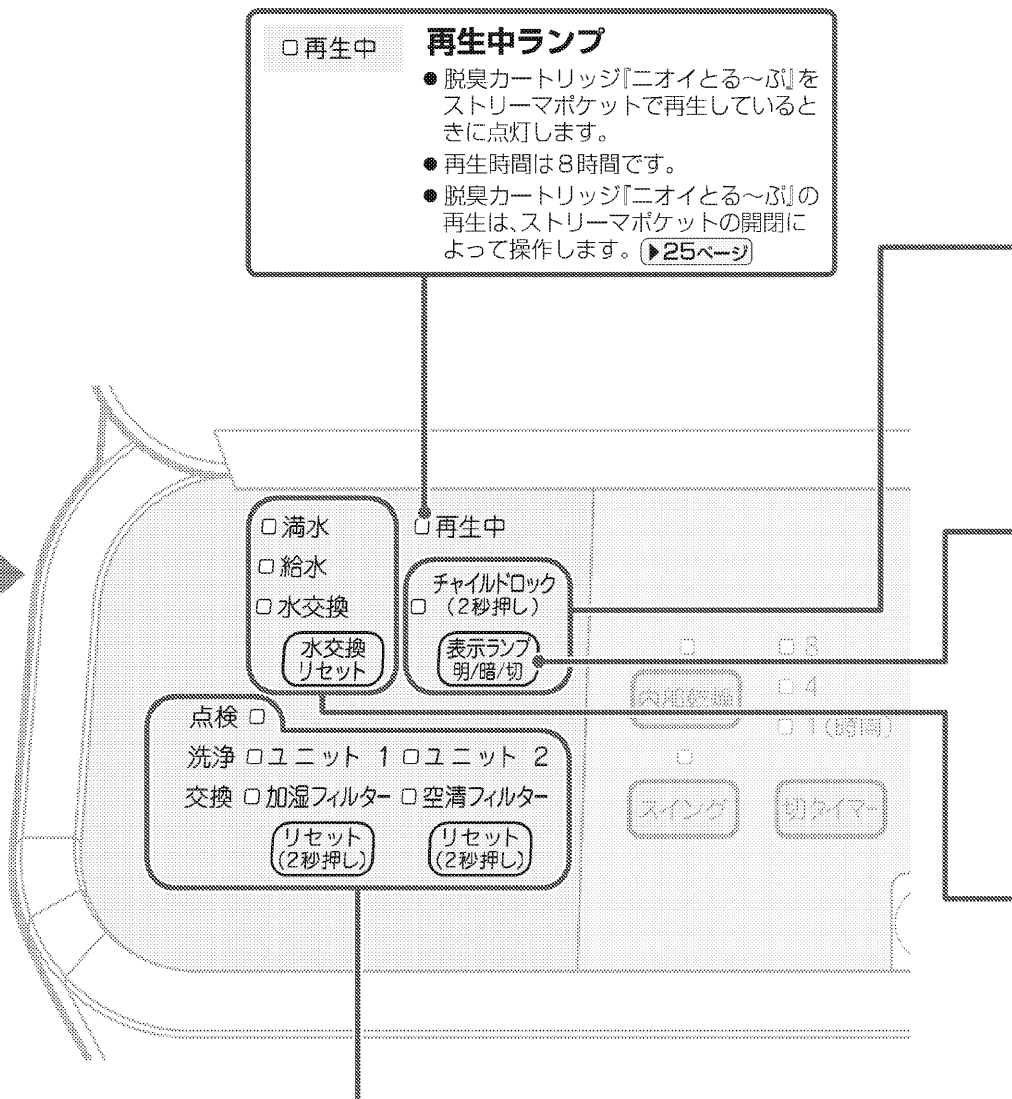 □再生中
再生中ランプ
●脱臭カートリッジ『ニオイとる〜ぷ』を
ストリーマポケットで再生していると
きに点灯します。
●再生時間は8時間です。
●脱臭カートリッジ『ニオイとる〜ぷ』の
再生は、ストリーマポケットの開閉に
よって操作します。▶25ページ
□満水
□再生中
□給水
チャイルドロック
□(2秒押し)
□水交換
水交換
リセット
表示ランプ
明/暗/切
点検□
洗浄□ユニット 1□ユニット 2
交換□加湿フィルター□空清フィルター
リセット
(2秒押し)
リセット
(2秒押し)
□8
内部乾燥
□4
□1(時間)
スイング
切タイマー